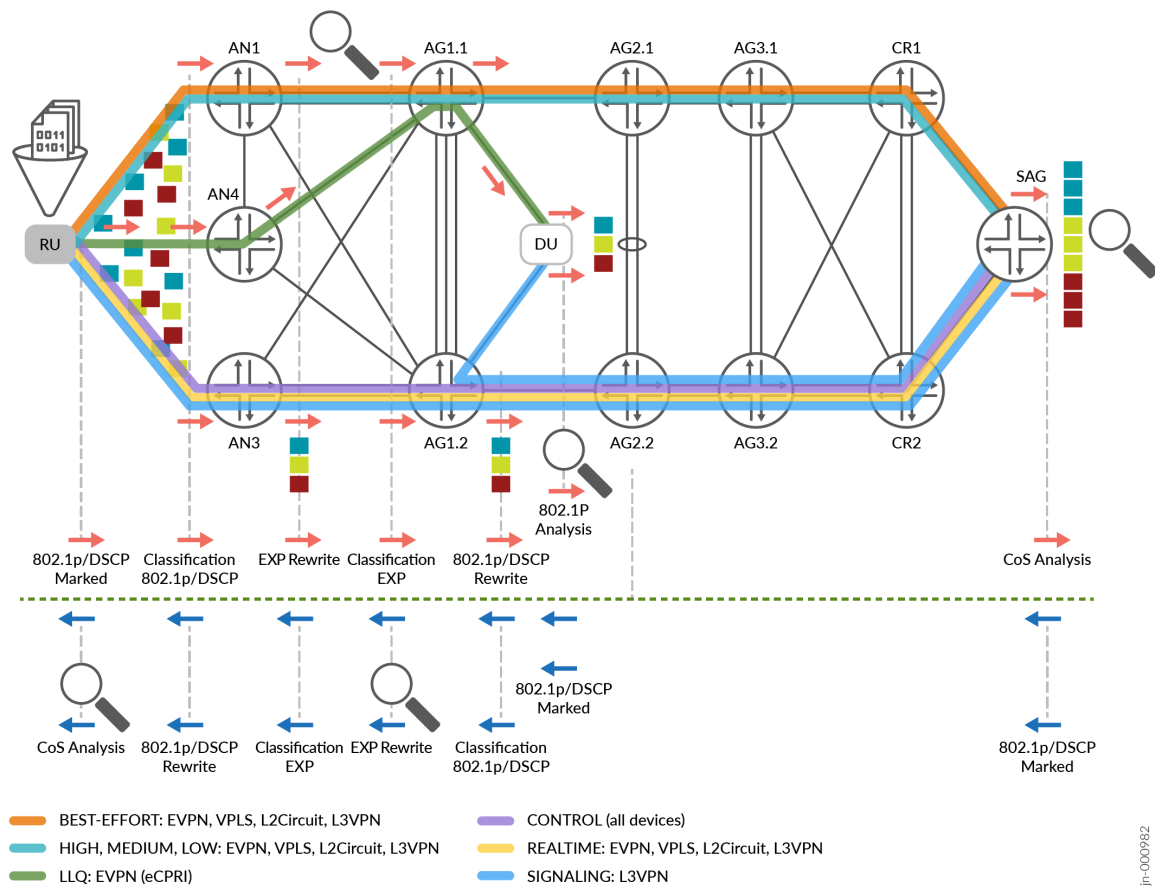 AN1
AG1.1
AG2.1
AG3.1
CR1
0011
0101
SAG
AN4
RU
DU
AN3
AG1.2
AG2.2
AG3.2
CR2
802.1P
Analysis
802.1p/DSCP
Marked
Classification
802.1p/DSCP
EXP Rewrite
Classification
EXP
802.1p/DSCP
Rewrite
CoS Analysis
802.1p/DSCP
Marked
CoS Analysis
802.1p/DSCP
Rewrite
Classification
EXP
EXP Rewrite
Classification
802.1p/DSCP
802.1p/DSCP
Marked
BEST-EFFORT: EVPN, VPLS, L2Circuit, L3VPN
HIGH, MEDIUM, LOW: EVPN, VPLS, L2Circuit, L3VPN
LLQ: EVPN (eCPRI)
CONTROL (all devices)
REALTIME: EVPN, VPLS, L2Circuit, L3VPN
SIGNALING: L3VPN
jn-000982